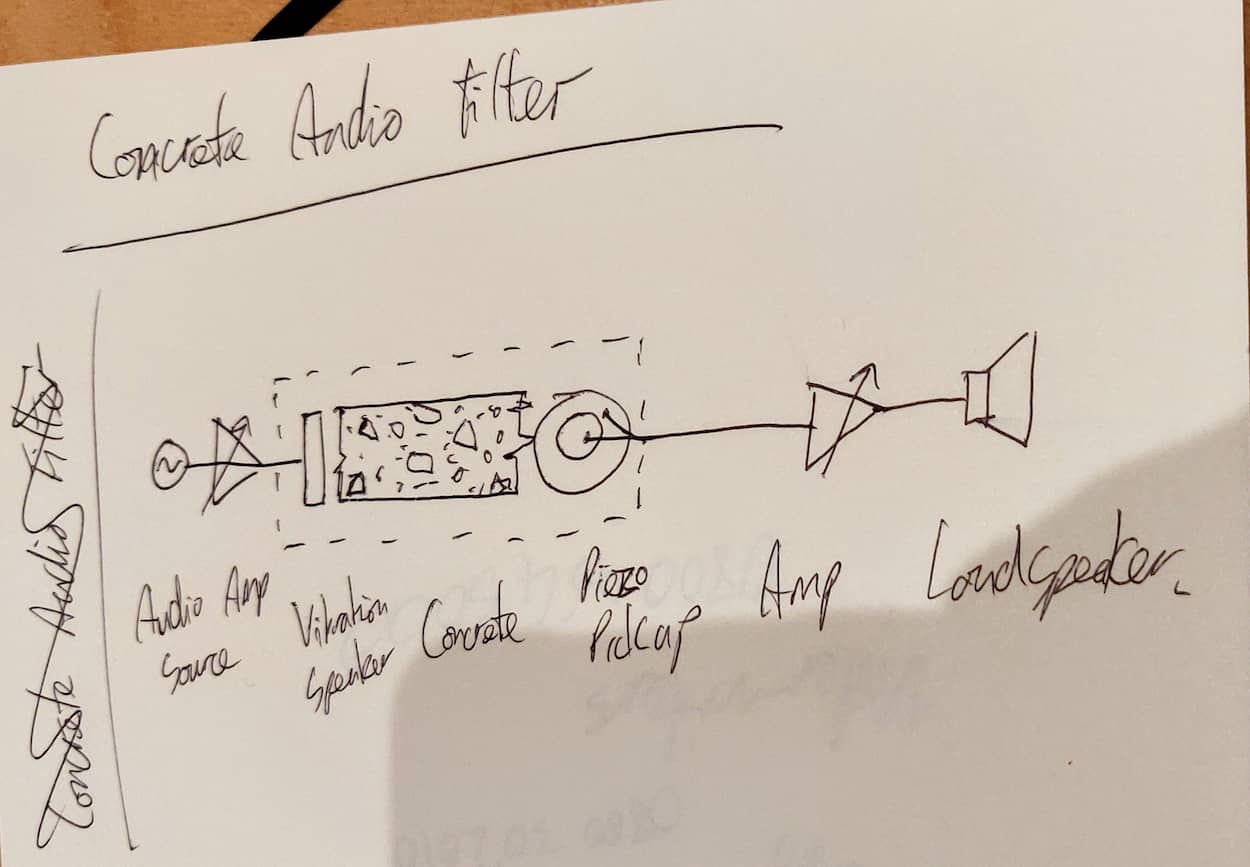 Concrete Audio Filter
Concrete Audio Filter
Audio Source
Amp
Vibration Speaker
Concrete
Piezo Pickup
Amp
Loudspeaker.